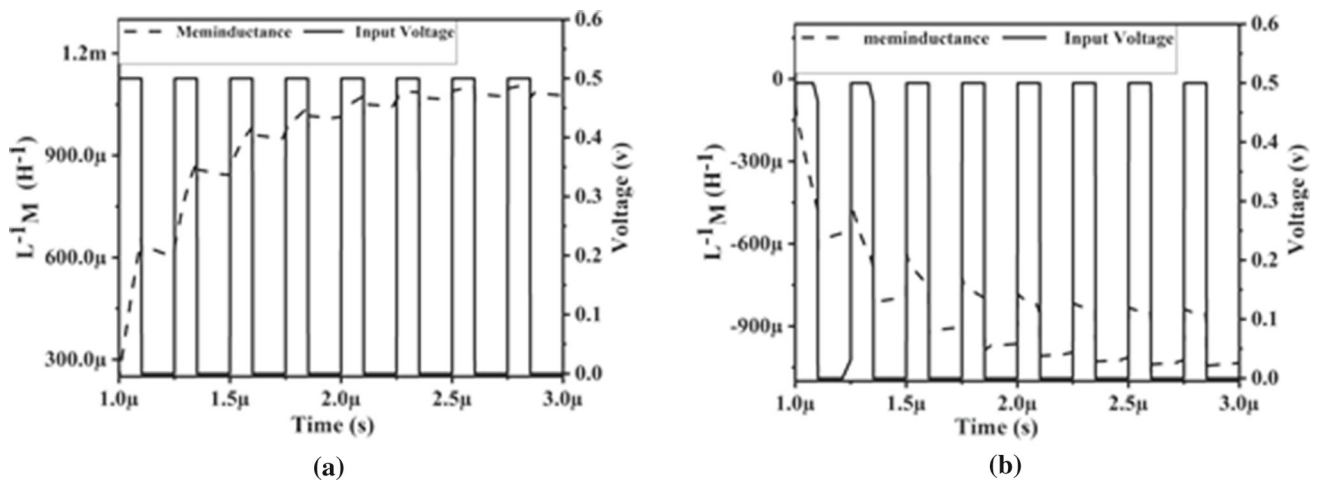 Meminductance Input Voltage
1.2m
900.0μ
600.0μ
300.0μ
L⁻¹M (H⁻¹)
0.6
0.5
0.4
0.3
0.2
0.1
0.0
Voltage (v)
1.0μ 1.5μ 2.0μ 2.5μ 3.0μ
Time (s)
(a)
meminductance Input Voltage
0
-300μ
-600μ
-900μ
L⁻¹M (H⁻¹)
0.6
0.5
0.4
0.3
0.2
0.1
0.0
Voltage (v)
1.0μ 1.5μ 2.0μ 2.5μ 3.0μ
Time (s)
(b)